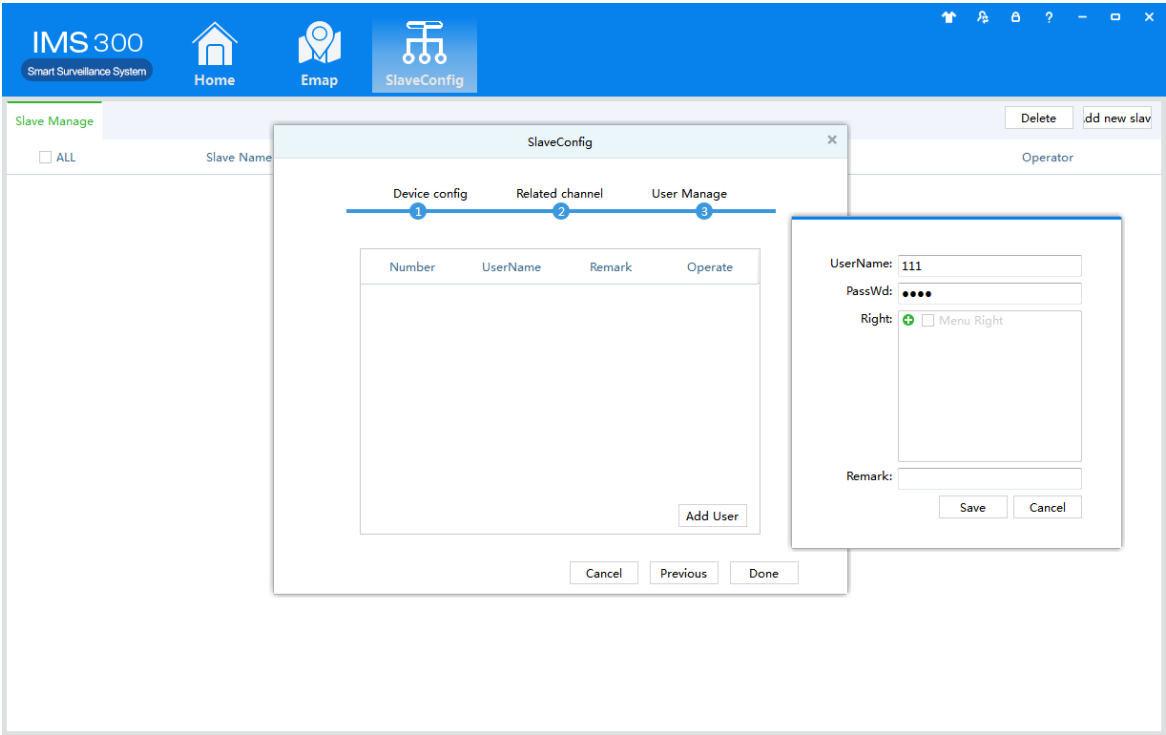 IMS 300
Smart Surveillance System
Home
Emap
SlaveConfig
?
Slave Manage
Delete
dd new slav
ALL
Slave Name
Operator
SlaveConfig
Device config
Related channel
User Manage
1
2
3
Number
UserName
Remark
Operate
Add User
Cancel
Previous
Done
UserName: 111
PassWd: ●●●●
Right: Menu Right
Remark:
Save
Cancel